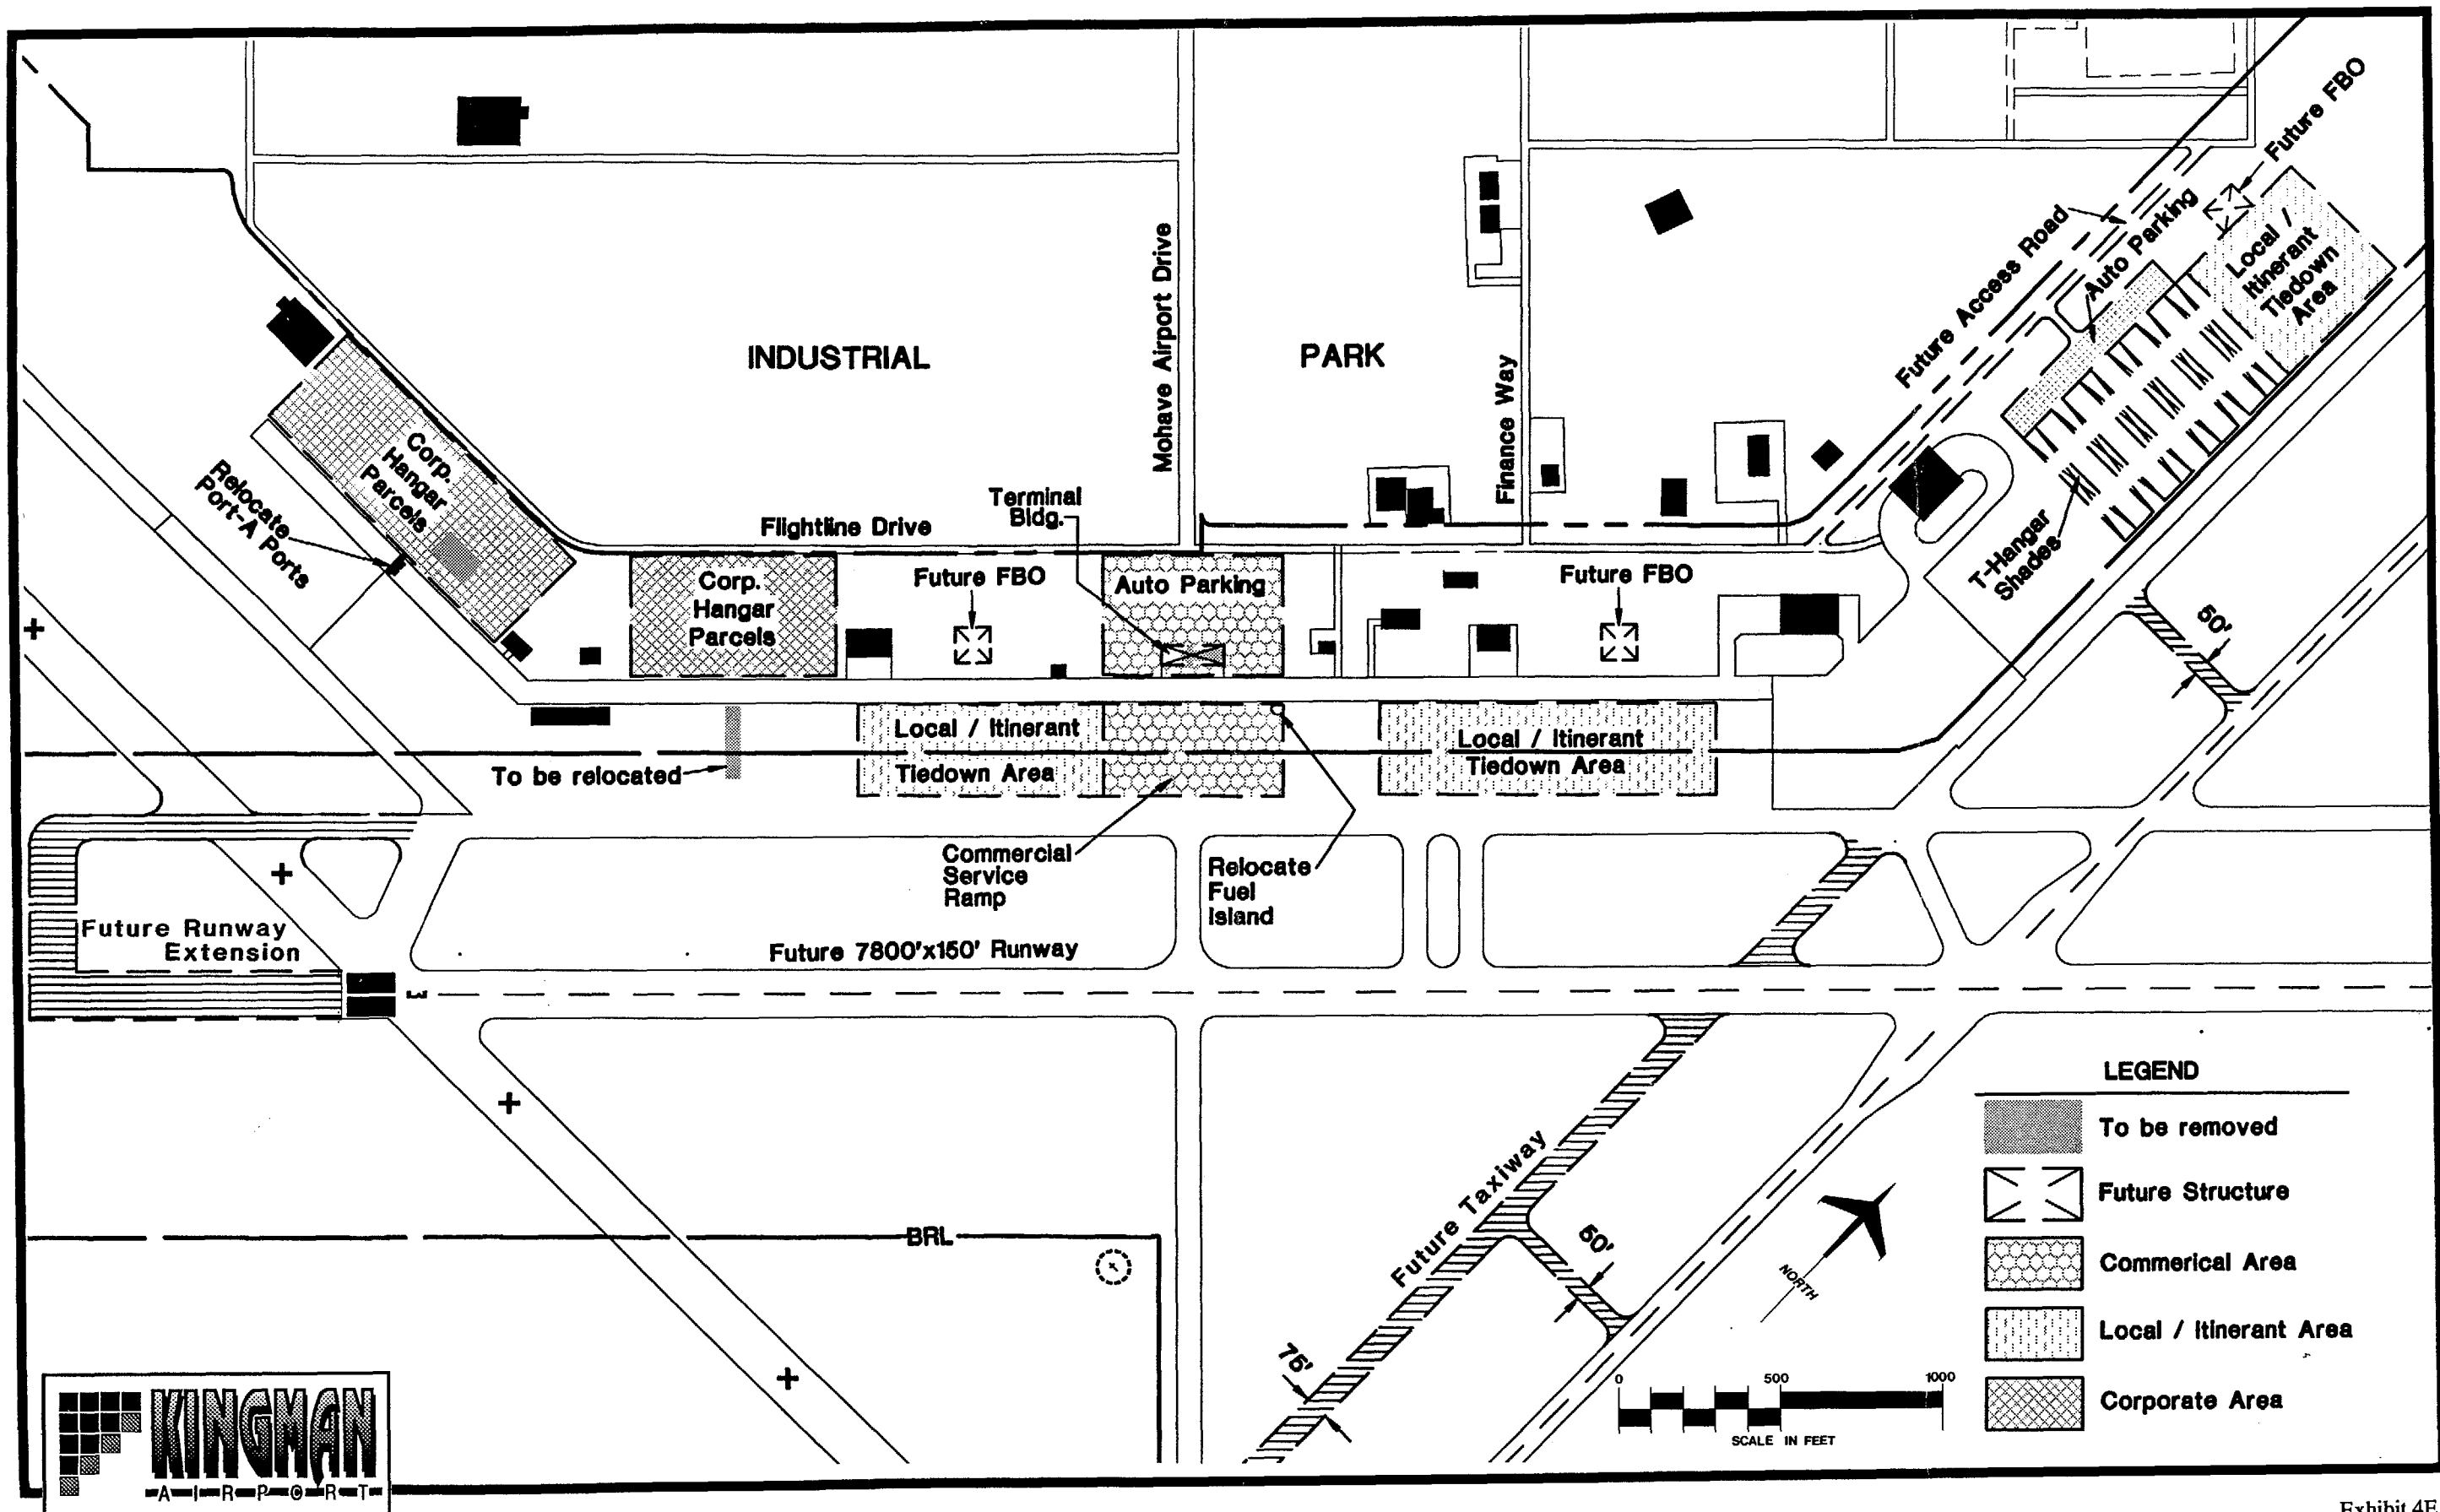 Future FBO
Local /
Itinerant
Tiedown
Area
Future Access Road
Auto Parking
Mohave Airport Drive
INDUSTRIAL
PARK
Finance Way
Corp.
Hangar
Parcels
Relocate
Port-A Ports
Terminal
Bldg.
Flightline Drive
T-Hangar
Shades
Corp.
Hangar
Parcels
Future FBO
Auto Parking
Future FBO
50'
Local / Itinerant
Tiedown Area
Local / Itinerant
Tiedown Area
To be relocated
Commercial
Service
Ramp
Relocate
Fuel
Island
Future Runway
Extension
Future 7800'x150' Runway
LEGEND
To be removed
Future Structure
Commerical Area
Local / Itinerant Area
Corporate Area
Future Taxiway
50'
75'
BRL
NORTH
0 500 1000
SCALE IN FEET
KINGMAN
AIRPORT
Exhibit 4E